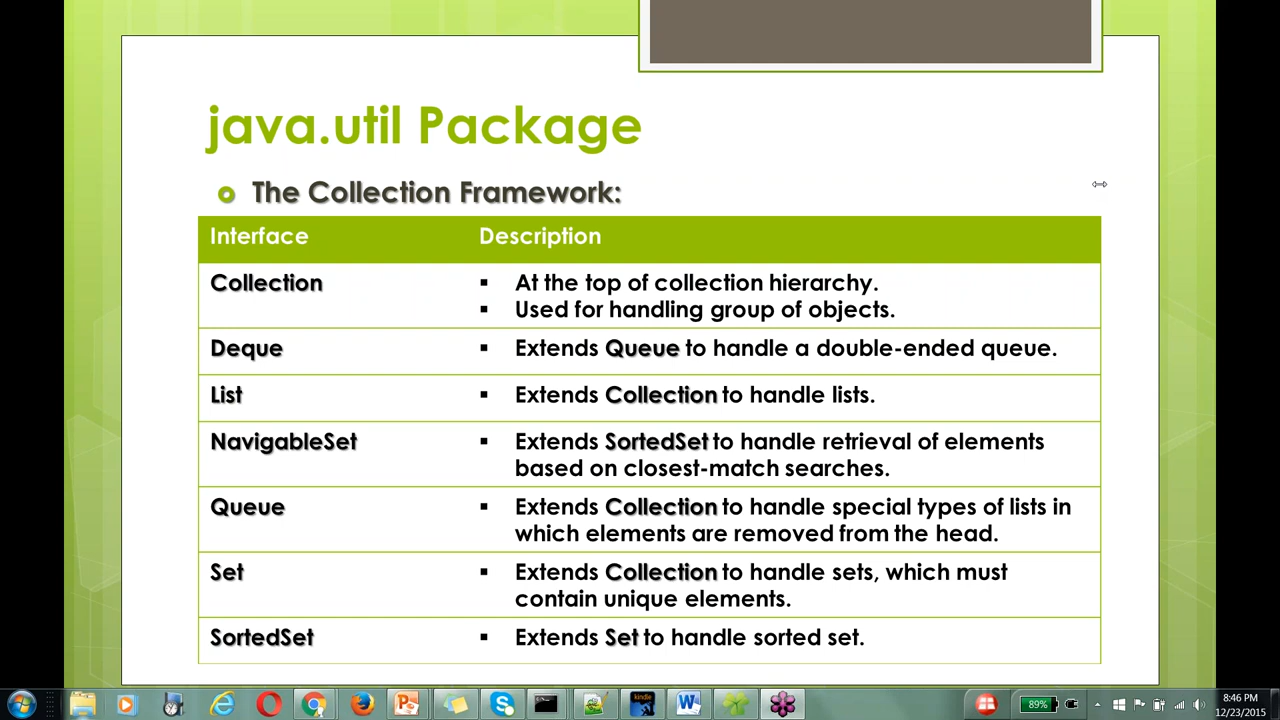 java.util Package
The Collection Framework:
Interface Description
Collection ▪ At the top of collection hierarchy.
▪ Used for handling group of objects.
Deque ▪ Extends Queue to handle a double-ended queue.
List ▪ Extends Collection to handle lists.
NavigableSet ▪ Extends SortedSet to handle retrieval of elements
based on closest-match searches.
Queue ▪ Extends Collection to handle special types of lists in
which elements are removed from the head.
Set ▪ Extends Collection to handle sets, which must
contain unique elements.
SortedSet ▪ Extends Set to handle sorted set.
kindle
89%
8:46 PM
12/23/2015